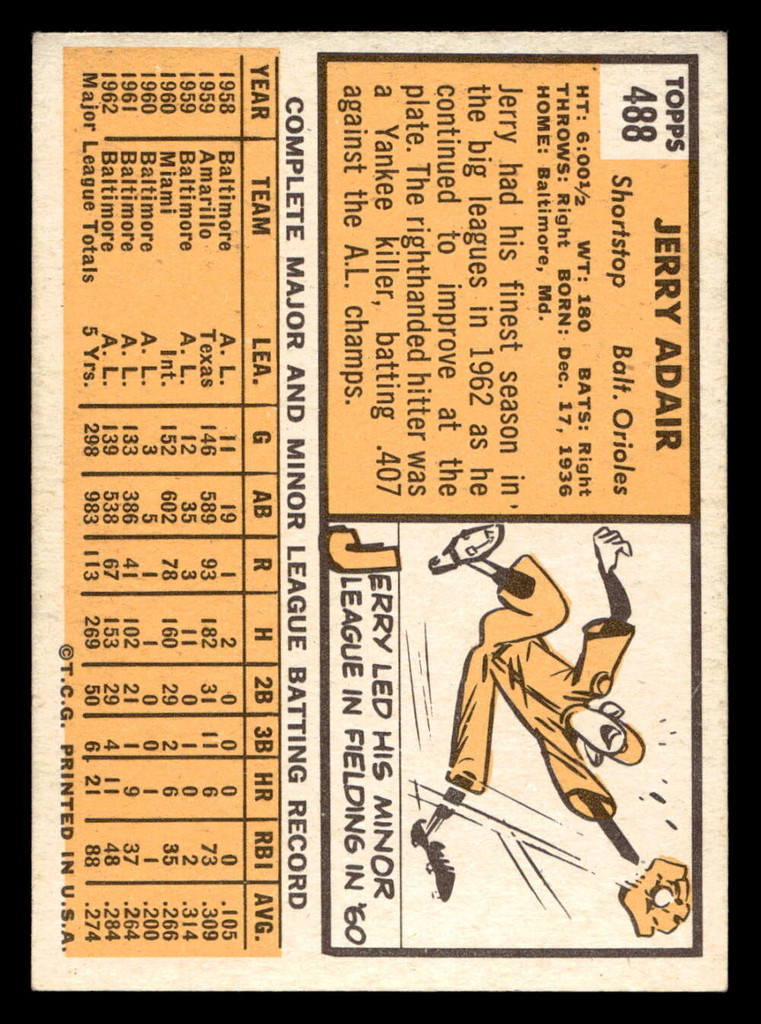 TOPPS
488
JERRY ADAIR
Shortstop Balt. Orioles
HT: 6:00½ WT: 180 BATS: Right
THROWS: Right BORN: Dec. 17, 1936
HOME: Baltimore, Md.
Jerry had his finest season in
the big leagues in 1962 as he
continued to improve at the
plate. The righthanded hitter was
a Yankee killer, batting .407
against the A.L. champs.
JERRY LED HIS MINOR
LEAGUE IN FIELDING IN '60
COMPLETE MAJOR AND MINOR LEAGUE BATTING RECORD
YEAR TEAM LEA. G AB R H 2B 3B HR RBI AVG.
1958 Baltimore A. L. 11 19 1 2 0 0 0 0 .105
1959 Amarillo Texas 146 589 93 182 31 11 6 73 .309
1959 Baltimore A. L. 12 35 3 11 0 1 0 2 .314
1960 Miami Int. 152 602 78 160 29 2 6 35 .266
1960 Baltimore A. L. 3 5 1 1 0 0 1 1 .200
1961 Baltimore A. L. 133 386 41 102 21 1 9 37 .264
1962 Baltimore A. L. 139 538 67 153 29 4 11 48 .284
Major League Totals 5 Yrs. 298 983 113 269 50 6 21 88 .274
©T.C.G. PRINTED IN U.S.A.